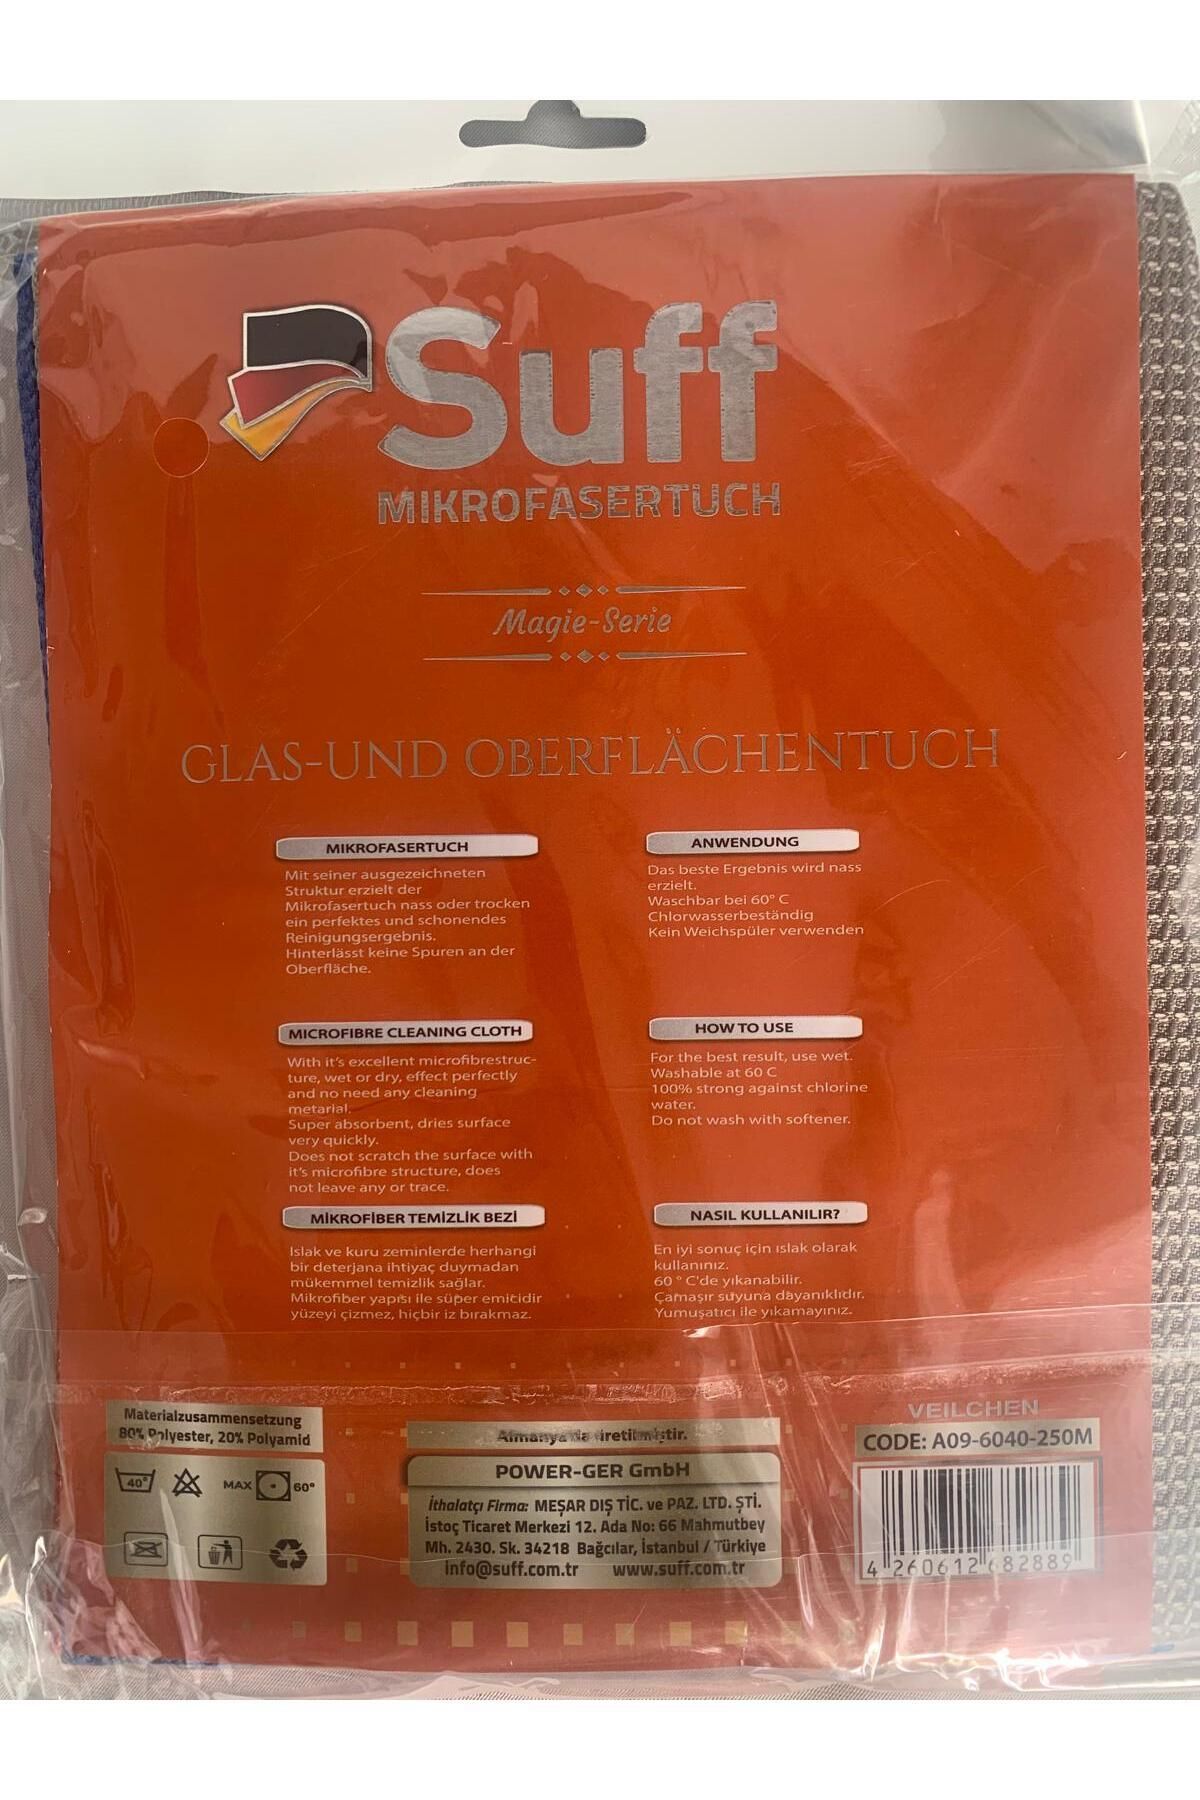 Suff
MIKROFASERTUCH
Magie-Serie
GLAS-UND OBERFLÄCHENTUCH
MIKROFASERTUCH
Mit seiner ausgezeichneten
Struktur erzielt der
Mikrofasertuch nass oder trocken
ein perfektes und schonendes
Reinigungsergebnis.
Hinterlässt keine Spuren an der
Oberfläche.
ANWENDUNG
Das beste Ergebnis wird nass
erzielt.
Waschbar bei 60° C
Chlorwasserbeständig
Kein Weichspüler verwenden
MICROFIBRE CLEANING CLOTH
With it's excellent microfibrestruc-
ture, wet or dry, effect perfectly
and no need any cleaning
metarial.
Super absorbent, dries surface
very quickly.
Does not scratch the surface with
it's microfibre structure, does
not leave any or trace.
HOW TO USE
For the best result, use wet.
Washable at 60 C
100% strong against chlorine
water.
Do not wash with softener.
MİKROFİBER TEMİZLİK BEZİ
Islak ve kuru zeminlerde herhangi
bir deterjana ihtiyaç duymadan
mükemmel temizlik sağlar.
Mikrofiber yapısı ile süper emicidir
yüzeyi çizmez, hiçbir iz bırakmaz.
NASIL KULLANILIR?
En iyi sonuç için ıslak olarak
kullanınız.
60 ° C'de yıkanabilir.
Çamaşır suyuna dayanıklıdır.
Yumuşatıcı ile yıkamayınız.
Materialzusammensetzung
80% Polyester, 20% Polyamid
40°
MAX 60°
Almanya'da üretilmiştir.
POWER-GER GmbH
İthalatçı Firma: MEŞAR DIŞ TİC. ve PAZ. LTD. ŞTİ.
İstoç Ticaret Merkezi 12. Ada No: 66 Mahmutbey
Mh. 2430. Sk. 34218 Bağcılar, İstanbul / Türkiye
info@suff.com.tr www.suff.com.tr
VEILCHEN
CODE: A09-6040-250M
4 260612 682889